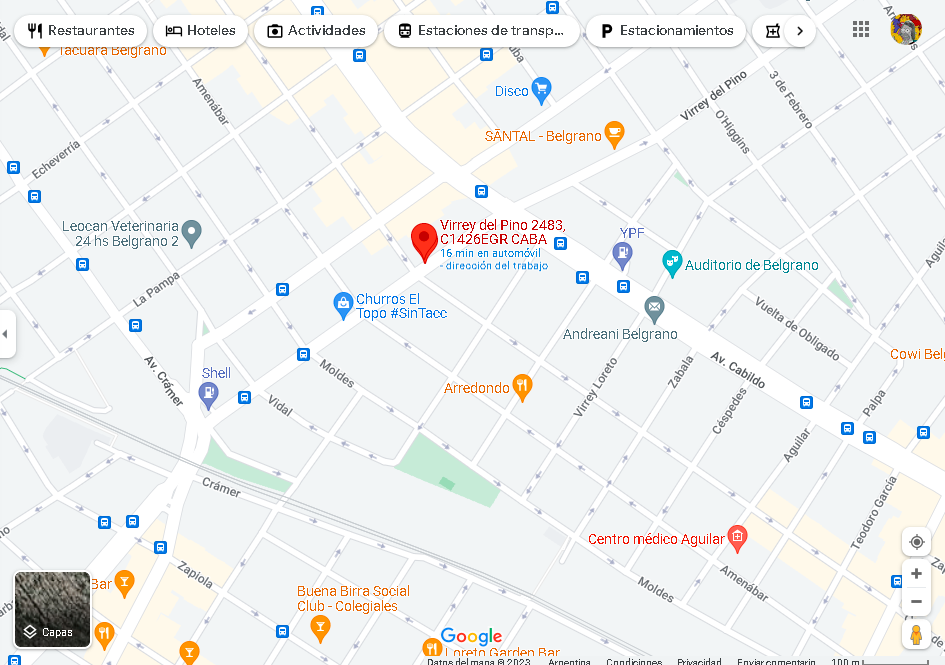 Restaurantes
Hoteles
Actividades
Estaciones de transp...
Estacionamientos
Tacuara Belgrano
Disco
Virrey del Pino
3 de Febrero
Amenábar
O'Higgins
SÄNTAL - Belgrano
Echeverría
Leocan Veterinaria
24 hs Belgrano 2
Virrey del Pino 2483,
C1426EGR CABA
16 min en automóvil
- dirección del trabajo
YPF
Auditorio de Belgrano
La Pampa
Churros El
Topo #SinTacc
Andreani Belgrano
Vuelta de Obligado
Cowi Belg
Av. Cabildo
Av. Crámer
Shell
Moldes
Arredondo
Virrey Loreto
Zabala
Céspedes
Palpa
Vidal
Aguilar
Crámer
Teodoro García
Centro médico Aguilar
Zapiola
Moldes
Amenábar
Bar
Buena Birra Social
Club - Colegiales
Capas
Google
Loreto Garden Bar
Datos del mapa © 2023
Argentina
Condiciones
Privacidad
Enviar comentario
100 m